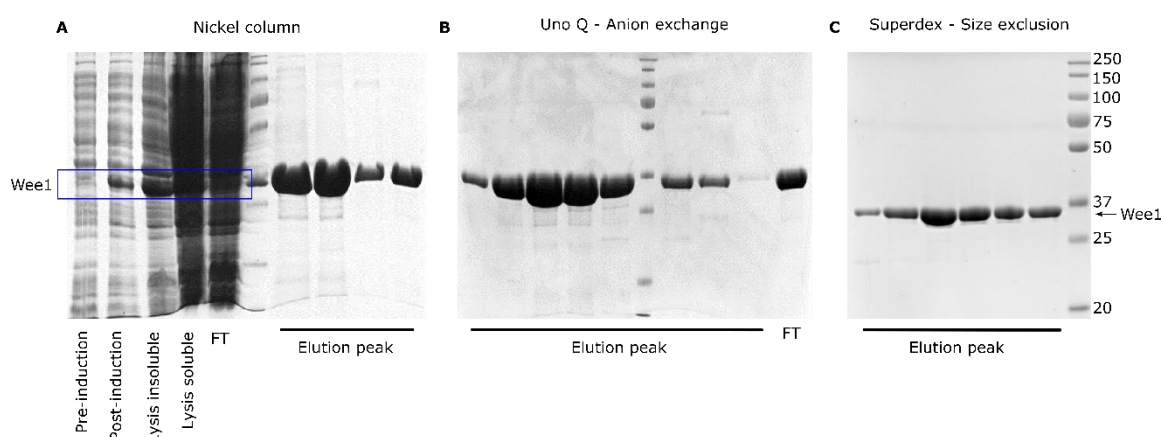 A Nickel column
B Uno Q - Anion exchange
C Superdex - Size exclusion
Wee1
250
150
100
75
50
37
Wee1
25
20
Pre-induction
Post-induction
Lysis insoluble
Lysis soluble
FT
Elution peak
Elution peak
FT
Elution peak